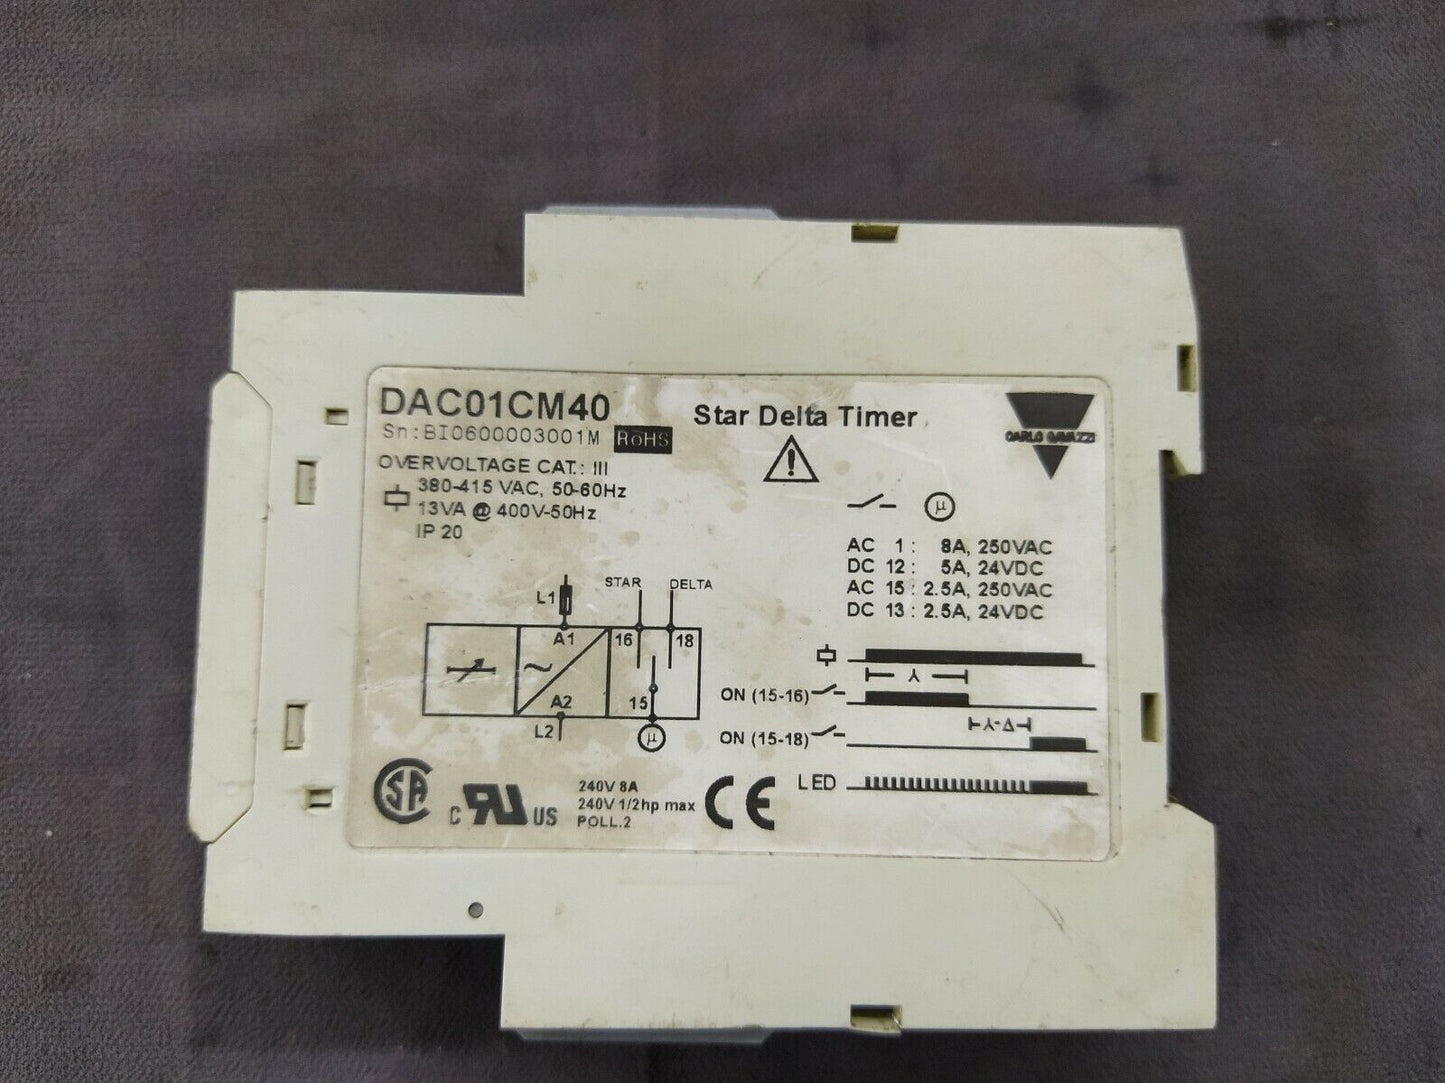 DAC01CM40
Sn:BI0600003001M RoHS
Star Delta Timer
CARLO GAVAZZI
OVERVOLTAGE CAT.: III
380-415 VAC, 50-60Hz
13VA @ 400V-50Hz
IP 20
µ
AC 1 : 8A, 250VAC
DC 12 : 5A, 24VDC
AC 15 : 2.5A, 250VAC
DC 13 : 2.5A, 24VDC
STAR DELTA
L1
A1 16 18
A2 15
L2 µ
ON (15-16)
ON (15-18)
LED
SA
C RU US
240V 8A
240V 1/2hp max
POLL.2
CE